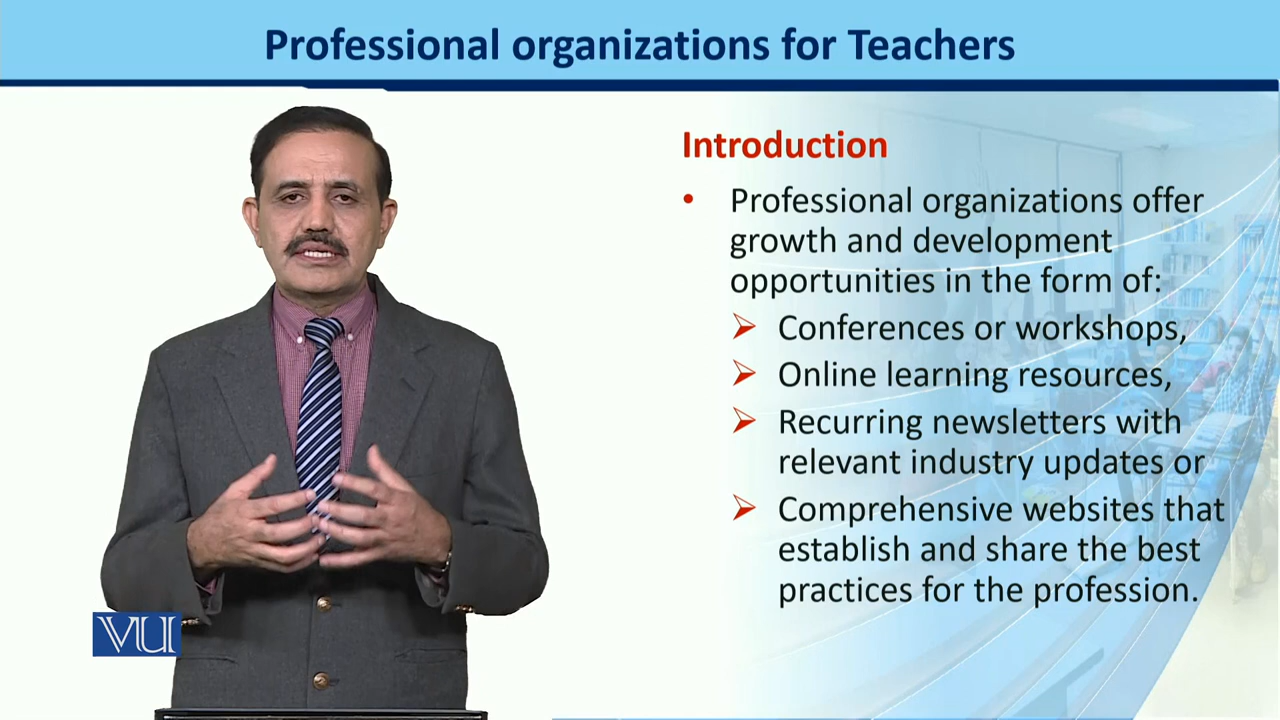 Professional organizations for Teachers
Introduction
• Professional organizations offer
growth and development
opportunities in the form of:
➢ Conferences or workshops,
➢ Online learning resources,
➢ Recurring newsletters with
relevant industry updates or
➢ Comprehensive websites that
establish and share the best
practices for the profession.
VU